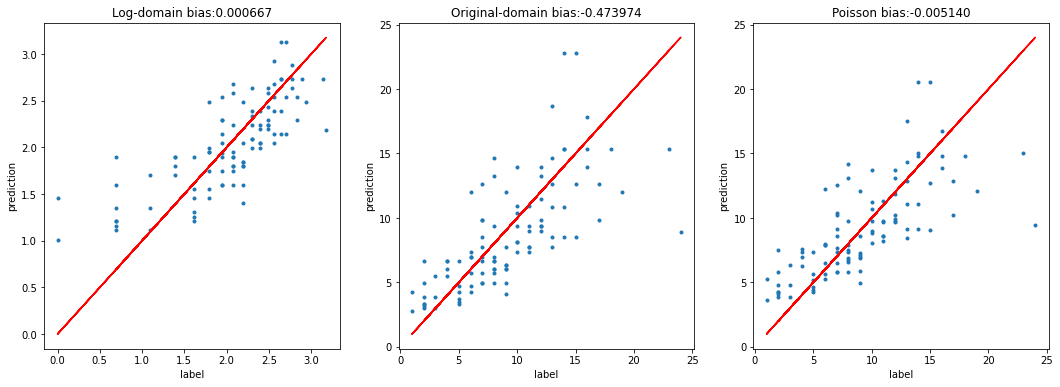 Log-domain bias:0.000667
3.0
2.5
2.0
1.5
1.0
0.5
0.0
prediction
0.0 0.5 1.0 1.5 2.0 2.5 3.0
label
Original-domain bias:-0.473974
25
20
15
10
5
0
prediction
0 5 10 15 20 25
label
Poisson bias:-0.005140
25
20
15
10
5
0
prediction
0 5 10 15 20 25
label